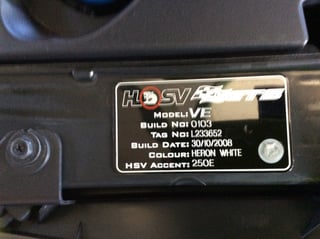 HSV
MODEL: VE
BUILD NO: 0103
TAG NO: L233652
BUILD DATE: 30/10/2008
COLOUR: HERON WHITE
HSV ACCENT: 250E